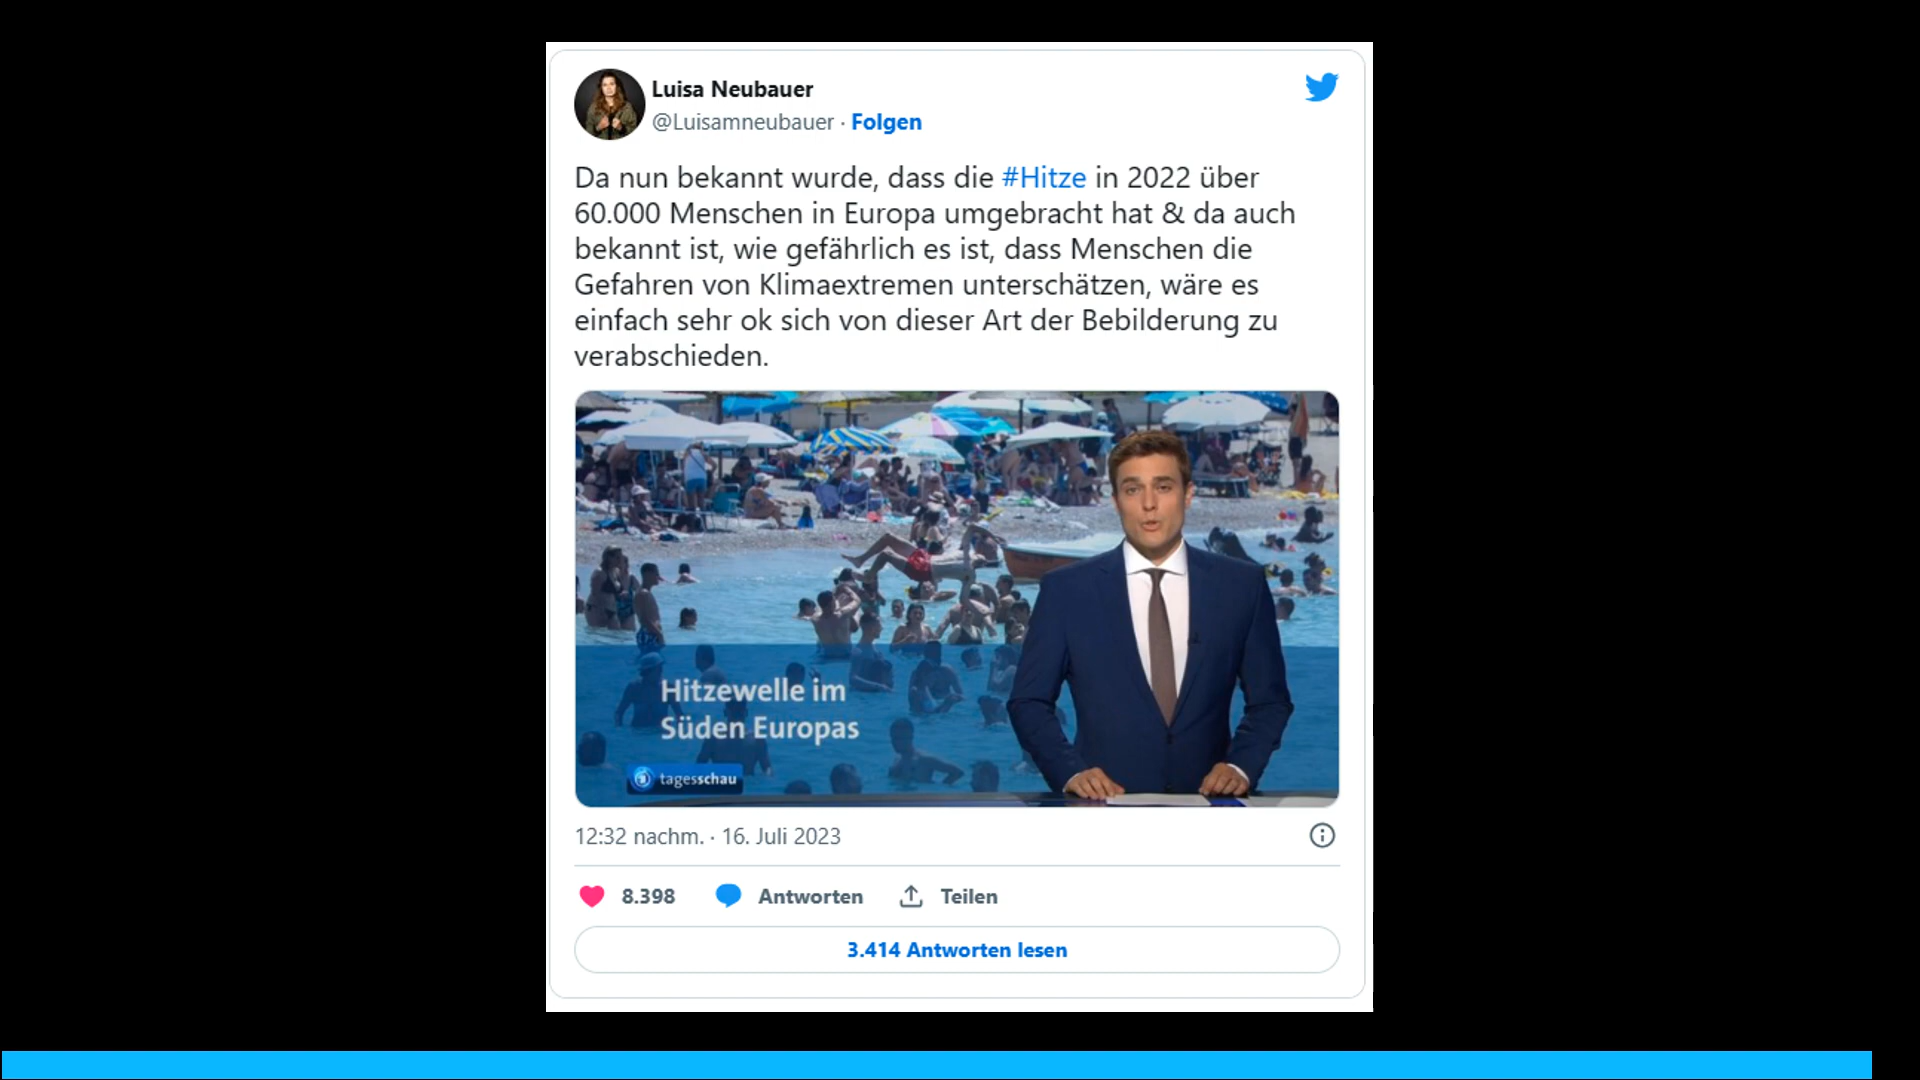 Luisa Neubauer
@Luisamneubauer · Folgen
Da nun bekannt wurde, dass die #Hitze in 2022 über
60.000 Menschen in Europa umgebracht hat & da auch
bekannt ist, wie gefährlich es ist, dass Menschen die
Gefahren von Klimaextremen unterschätzen, wäre es
einfach sehr ok sich von dieser Art der Bebilderung zu
verabschieden.
Hitzewelle im
Süden Europas
tagesschau
12:32 nachm. · 16. Juli 2023
8.398 Antworten Teilen
3.414 Antworten lesen